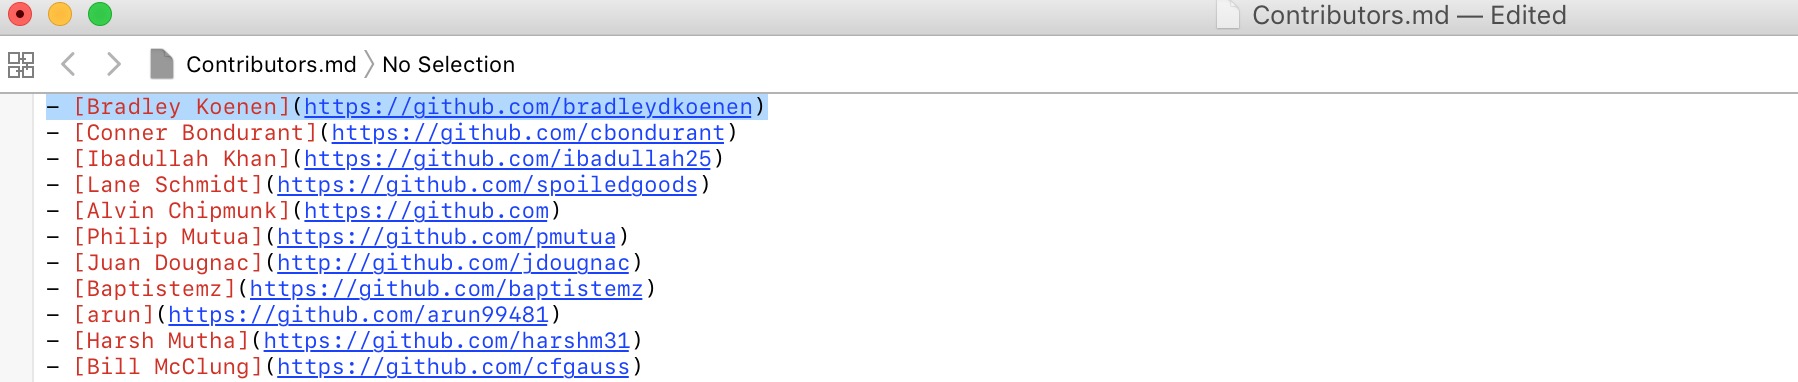 Contributors.md — Edited
Contributors.md 〉 No Selection
- [Bradley Koenen](https://github.com/bradleydkoenen)
- [Conner Bondurant](https://github.com/cbondurant)
- [Ibadullah Khan](https://github.com/ibadullah25)
- [Lane Schmidt](https://github.com/spoiledgoods)
- [Alvin Chipmunk](https://github.com)
- [Philip Mutua](https://github.com/pmutua)
- [Juan Dougnac](http://github.com/jdougnac)
- [Baptistemz](https://github.com/baptistemz)
- [arun](https://github.com/arun99481)
- [Harsh Mutha](https://github.com/harshm31)
- [Bill McClung](https://github.com/cfgauss)